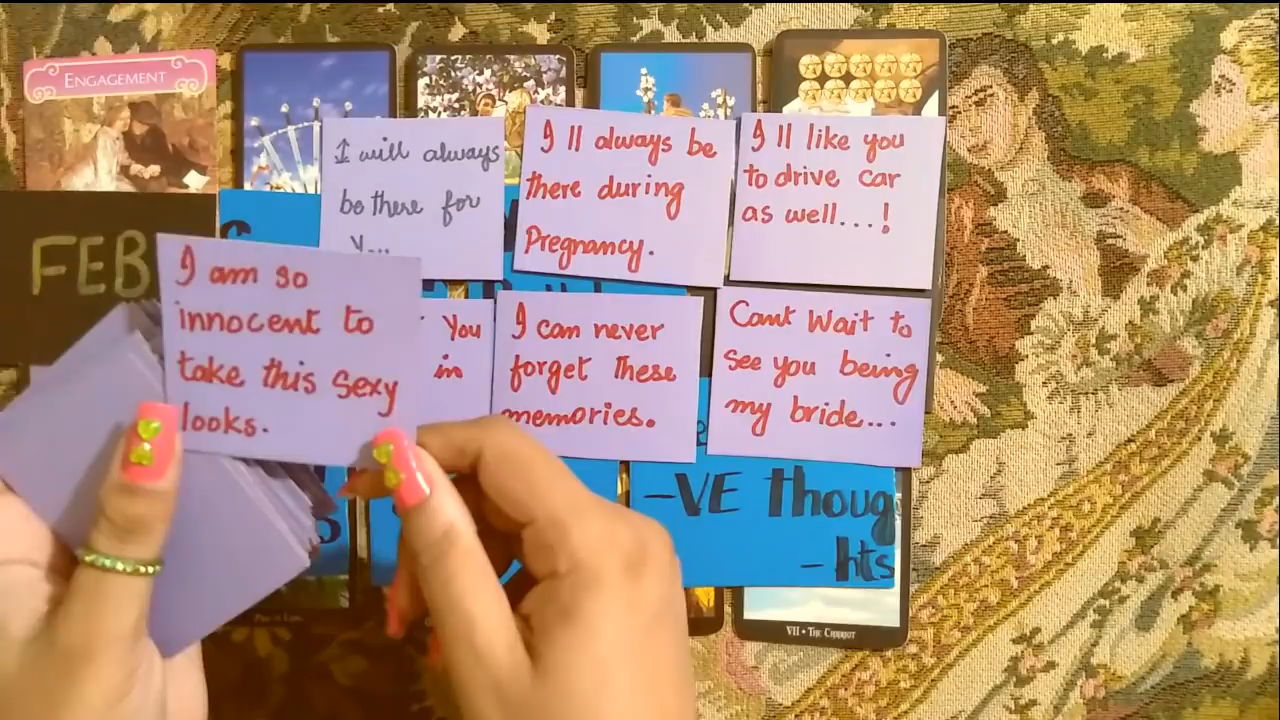 ENGAGEMENT
FEB
I will always
be there for
Y...
I ll always be
there during
Pregnancy.
I ll like you
to drive car
as well...!
I am so
innocent to
take this sexy
looks.
You
in
I can never
forget these
memories.
Cant Wait to
See you being
my bride...
-VE thoug
-hts
VII • THE CHARIOT